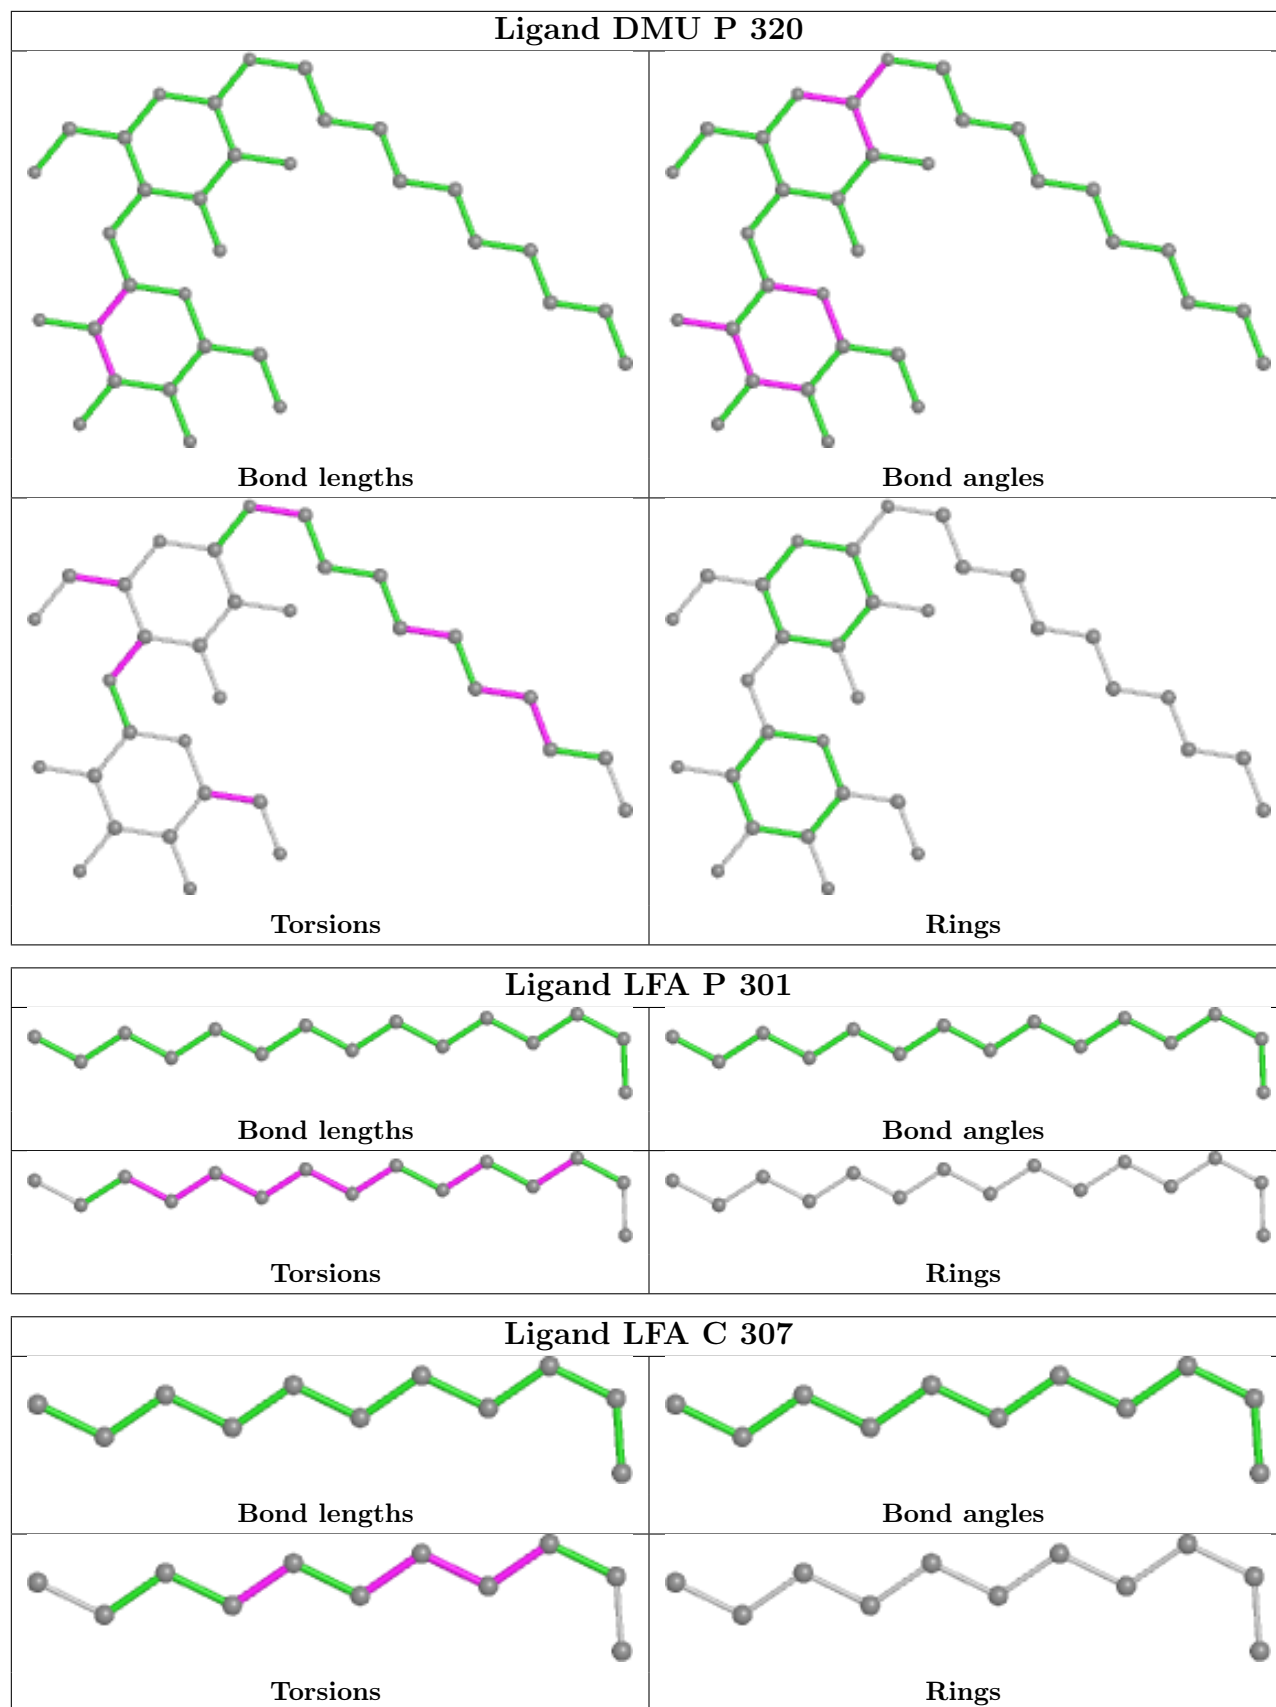 Ligand DMU P 320
Bond lengths
Bond angles
Torsions
Rings
Ligand LFA P 301
Bond lengths
Bond angles
Torsions
Rings
Ligand LFA C 307
Bond lengths
Bond angles
Torsions
Rings